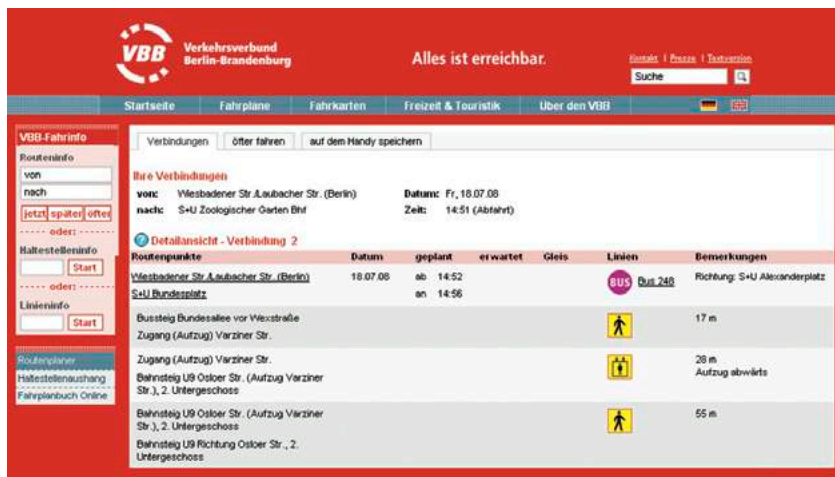 VBB
Verkehrsverbund
Berlin-Brandenburg
Alles ist erreichbar.
Kontakt | Presse | Textversion
Suche
Startseite Fahrpläne Fahrkarten Freizeit & Touristik Über den VBB
VBB-Fahrinfo
Routeninfo
von
nach
jetzt später öfter
oder:
Haltestelleninfo
Start
oder:
Linieninfo
Start
Routenplaner
Haltestellenaushang
Fahrplanbuch Online
Verbindungen öfter fahren auf dem Handy speichern
Ihre Verbindungen
von: Wiesbadener Str./Laubacher Str. (Berlin) Datum: Fr, 18.07.08
nach: S+U Zoologischer Garten Bhf Zeit: 14:51 (Abfahrt)
? Detailansicht - Verbindung 2
Routenpunkte Datum geplant erwartet Gleis Linien Bemerkungen
Wiesbadener Str./Laubacher Str. (Berlin) 18.07.08 ab 14:52 BUS Bus 248 Richtung: S+U Alexanderplatz
S+U Bundesplatz an 14:56
Bussteig Bundesallee vor Wexstraße 17 m
Zugang (Aufzug) Varziner Str.
Zugang (Aufzug) Varziner Str. 28 m
Aufzug abwärts
Bahnsteig U9 Osloer Str. (Aufzug Varziner
Str.), 2. Untergeschoss
Bahnsteig U9 Osloer Str. (Aufzug Varziner 55 m
Str.), 2. Untergeschoss
Bahnsteig U9 Richtung Osloer Str., 2.
Untergeschoss